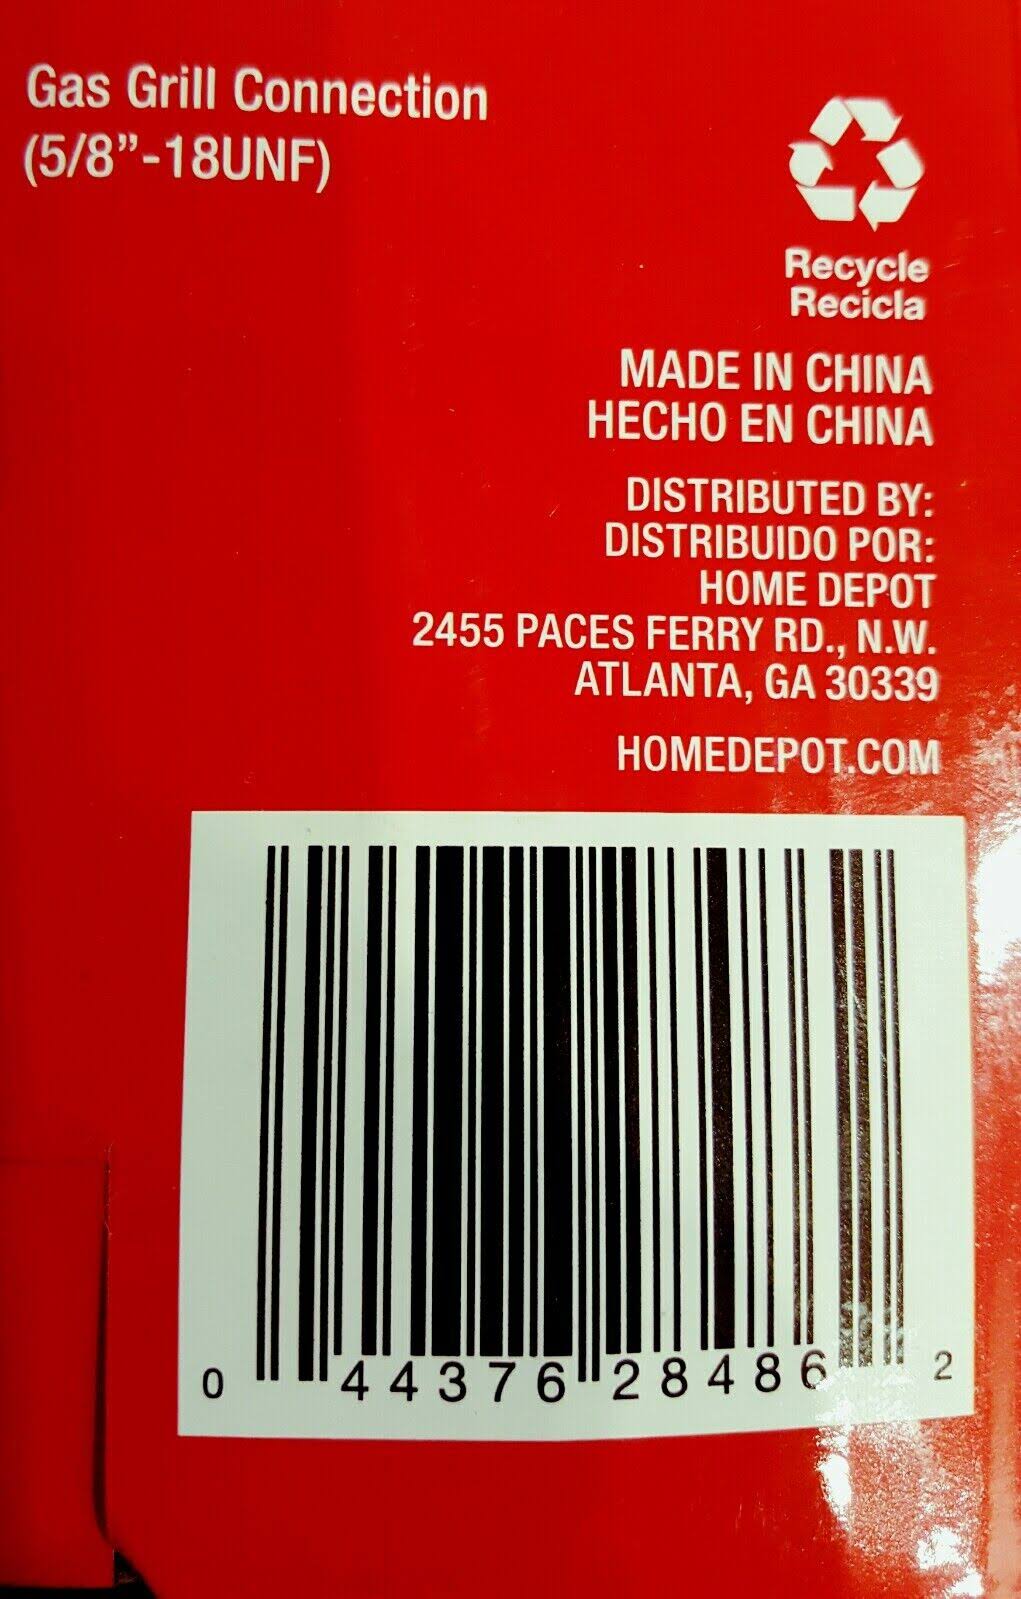 Gas Grill Connection
(5/8”-18UNF)
Recycle
Recicla
MADE IN CHINA
HECHO EN CHINA
DISTRIBUTED BY:
DISTRIBUIDO POR:
HOME DEPOT
2455 PACES FERRY RD., N.W.
ATLANTA, GA 30339
HOMEDEPOT.COM
0 44376 28486 2